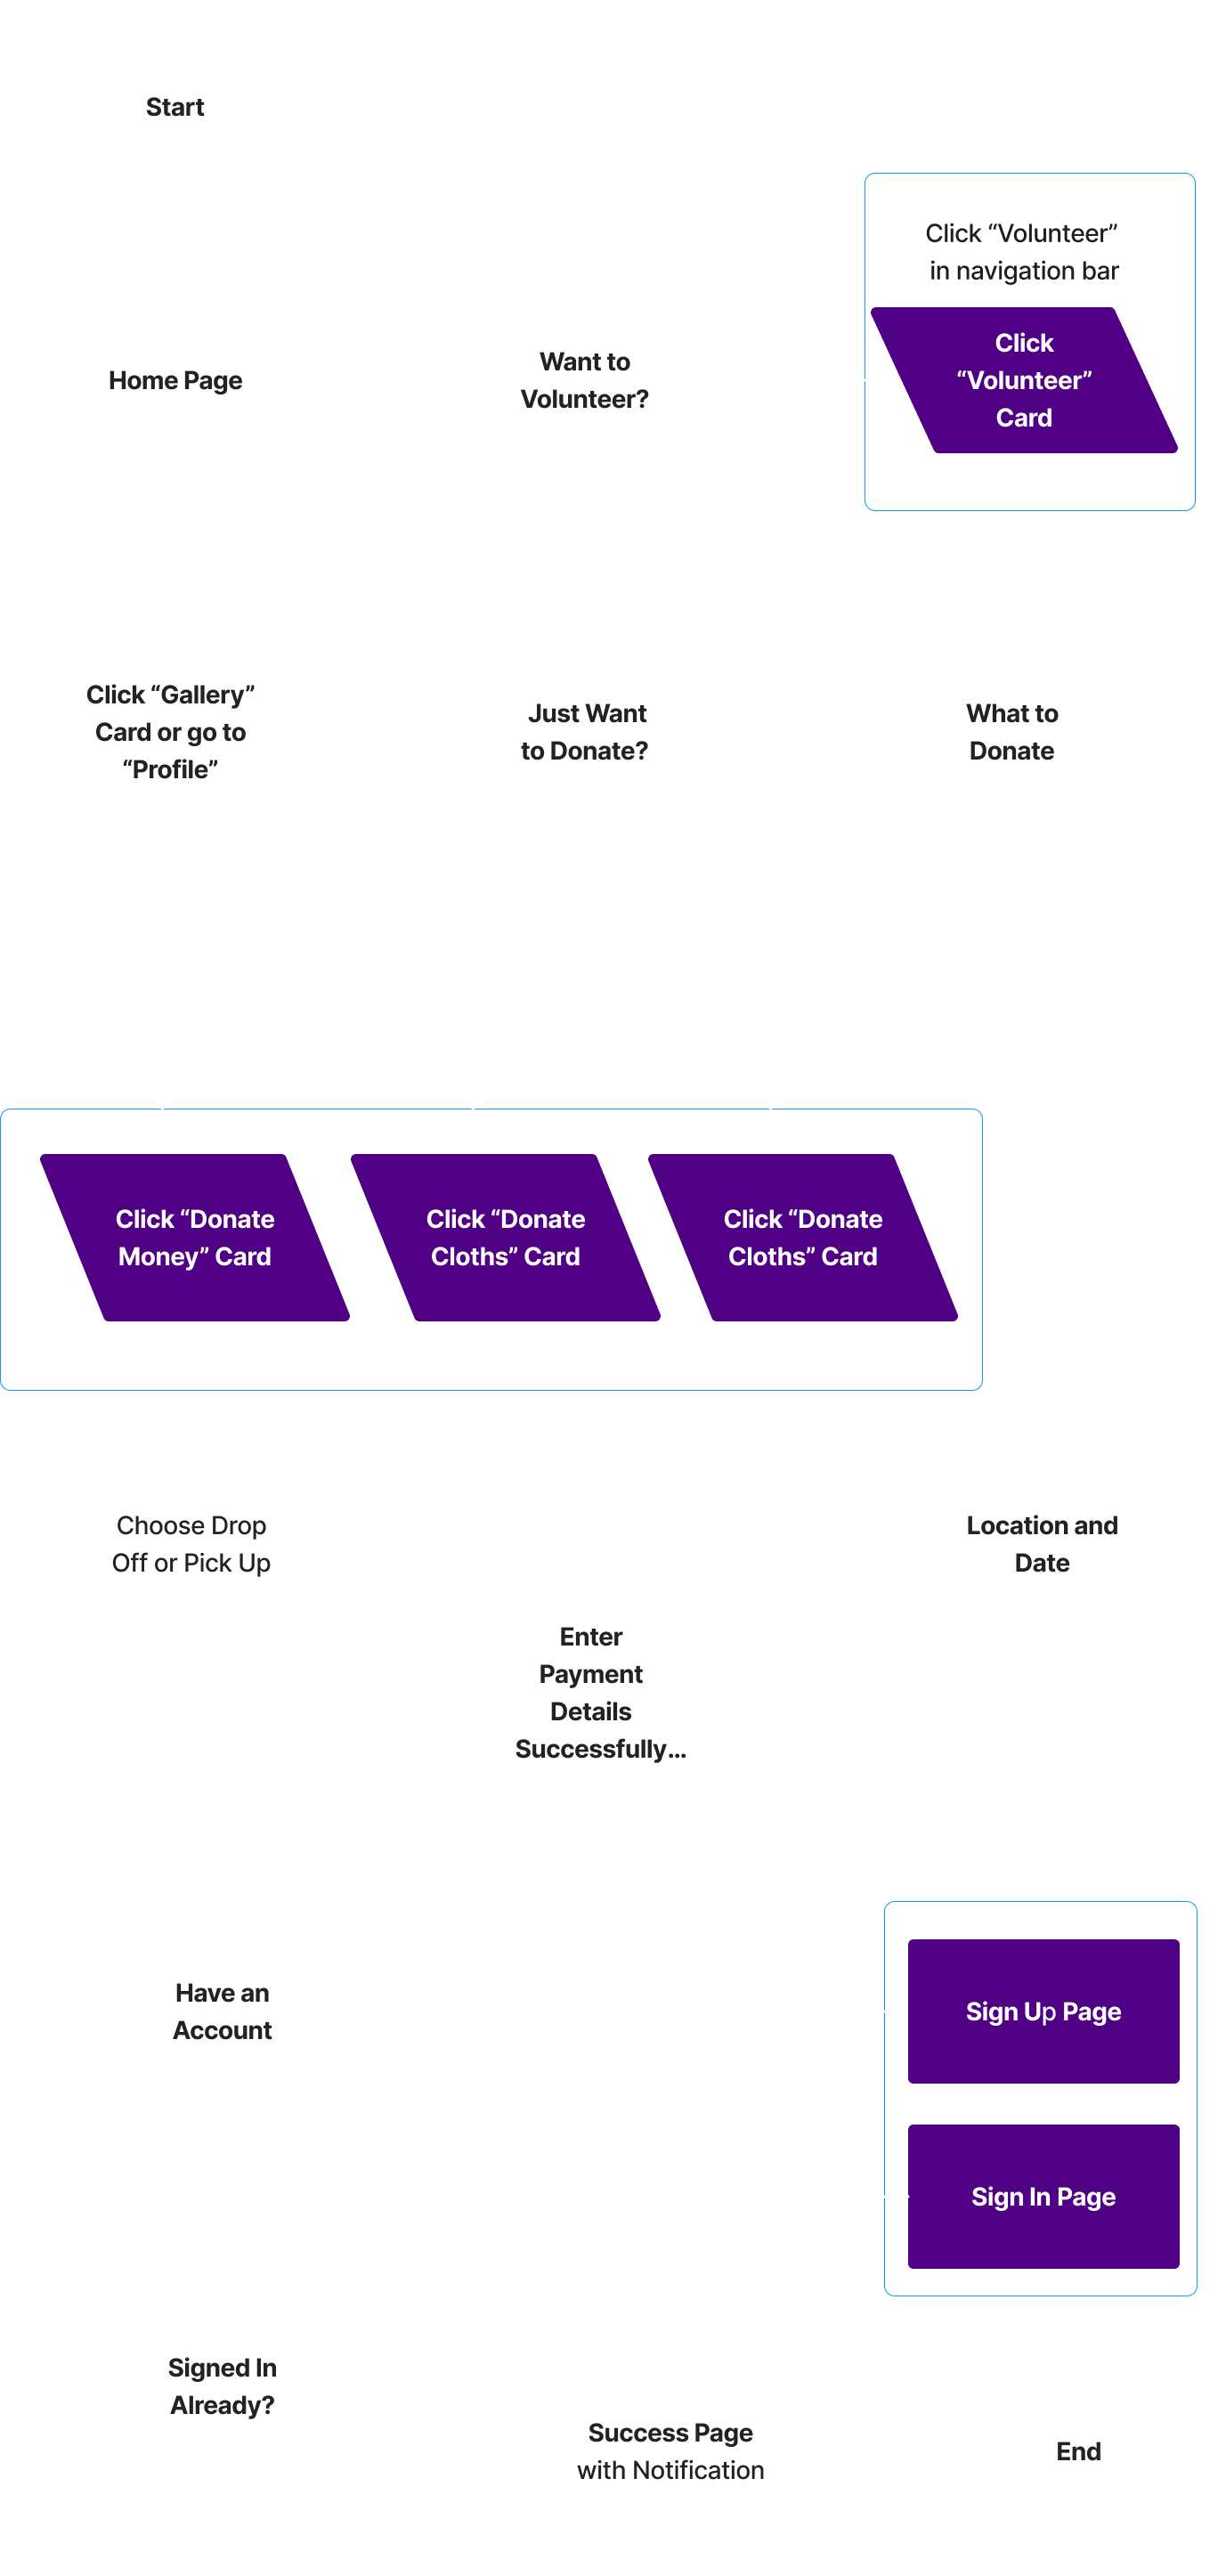 Start
Click “Volunteer”
in navigation bar
Click
“Volunteer”
Card
Home Page
Want to
Volunteer?
Click “Gallery”
Card or go to
“Profile”
Just Want
to Donate?
What to
Donate
Click “Donate
Money” Card
Click “Donate
Cloths” Card
Click “Donate
Cloths” Card
Choose Drop
Off or Pick Up
Location and
Date
Enter
Payment
Details
Successfully...
Have an
Account
Sign Up Page
Sign In Page
Signed In
Already?
Success Page
with Notification
End